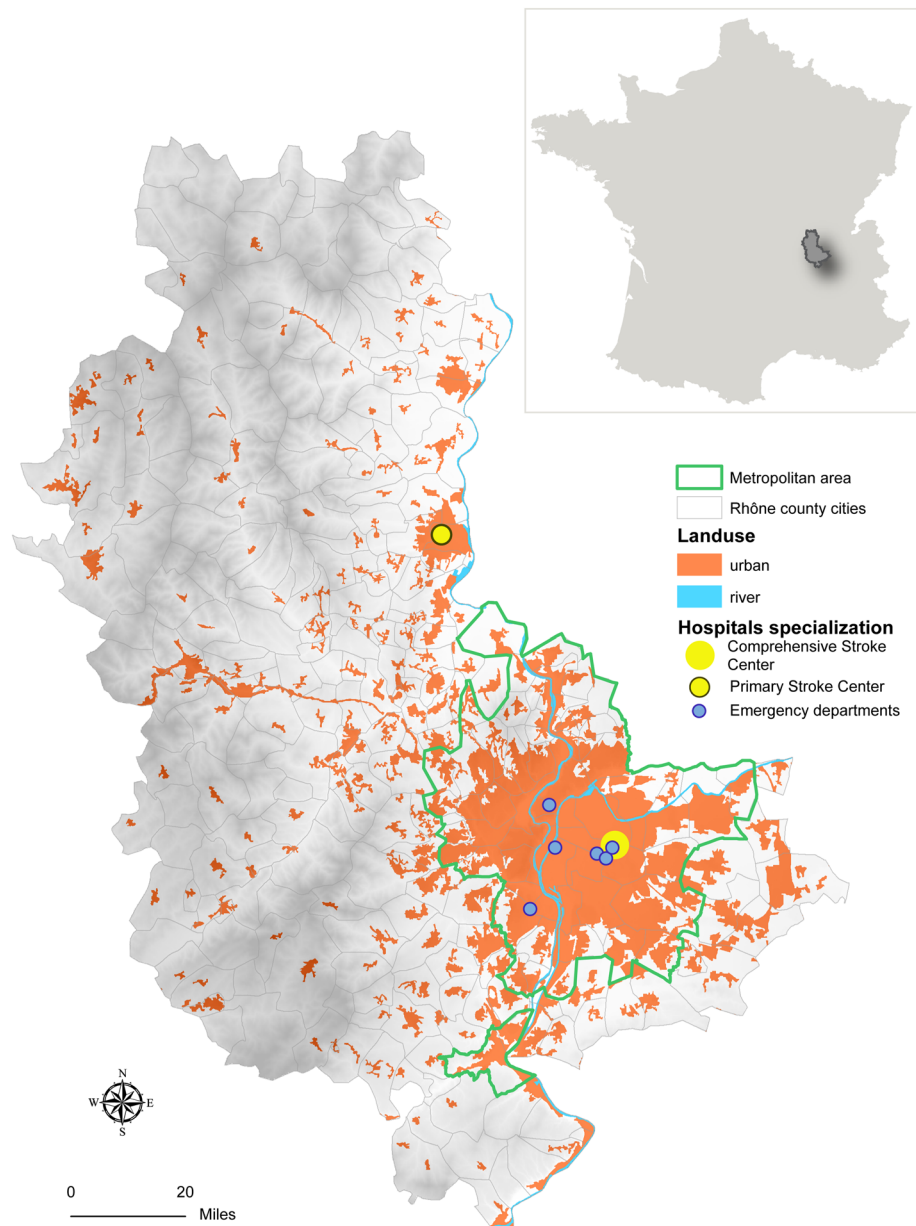 Metropolitan area
Rhône county cities
Landuse
urban
river
Hospitals specialization
Comprehensive Stroke
Center
Primary Stroke Center
Emergency departments
N
W E
S
0 20
Miles